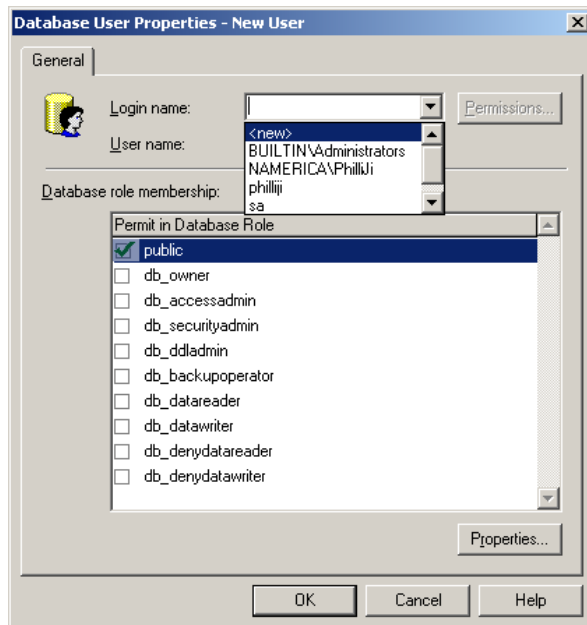 Database User Properties - New User
General
Login name:
Permissions...
<new>
BUILTIN\Administrators
NAMERICA\PhilliJi
philliji
sa
User name:
Database role membership:
Permit in Database Role
public
db_owner
db_accessadmin
db_securityadmin
db_ddladmin
db_backupoperator
db_datareader
db_datawriter
db_denydatareader
db_denydatawriter
Properties...
OK
Cancel
Help